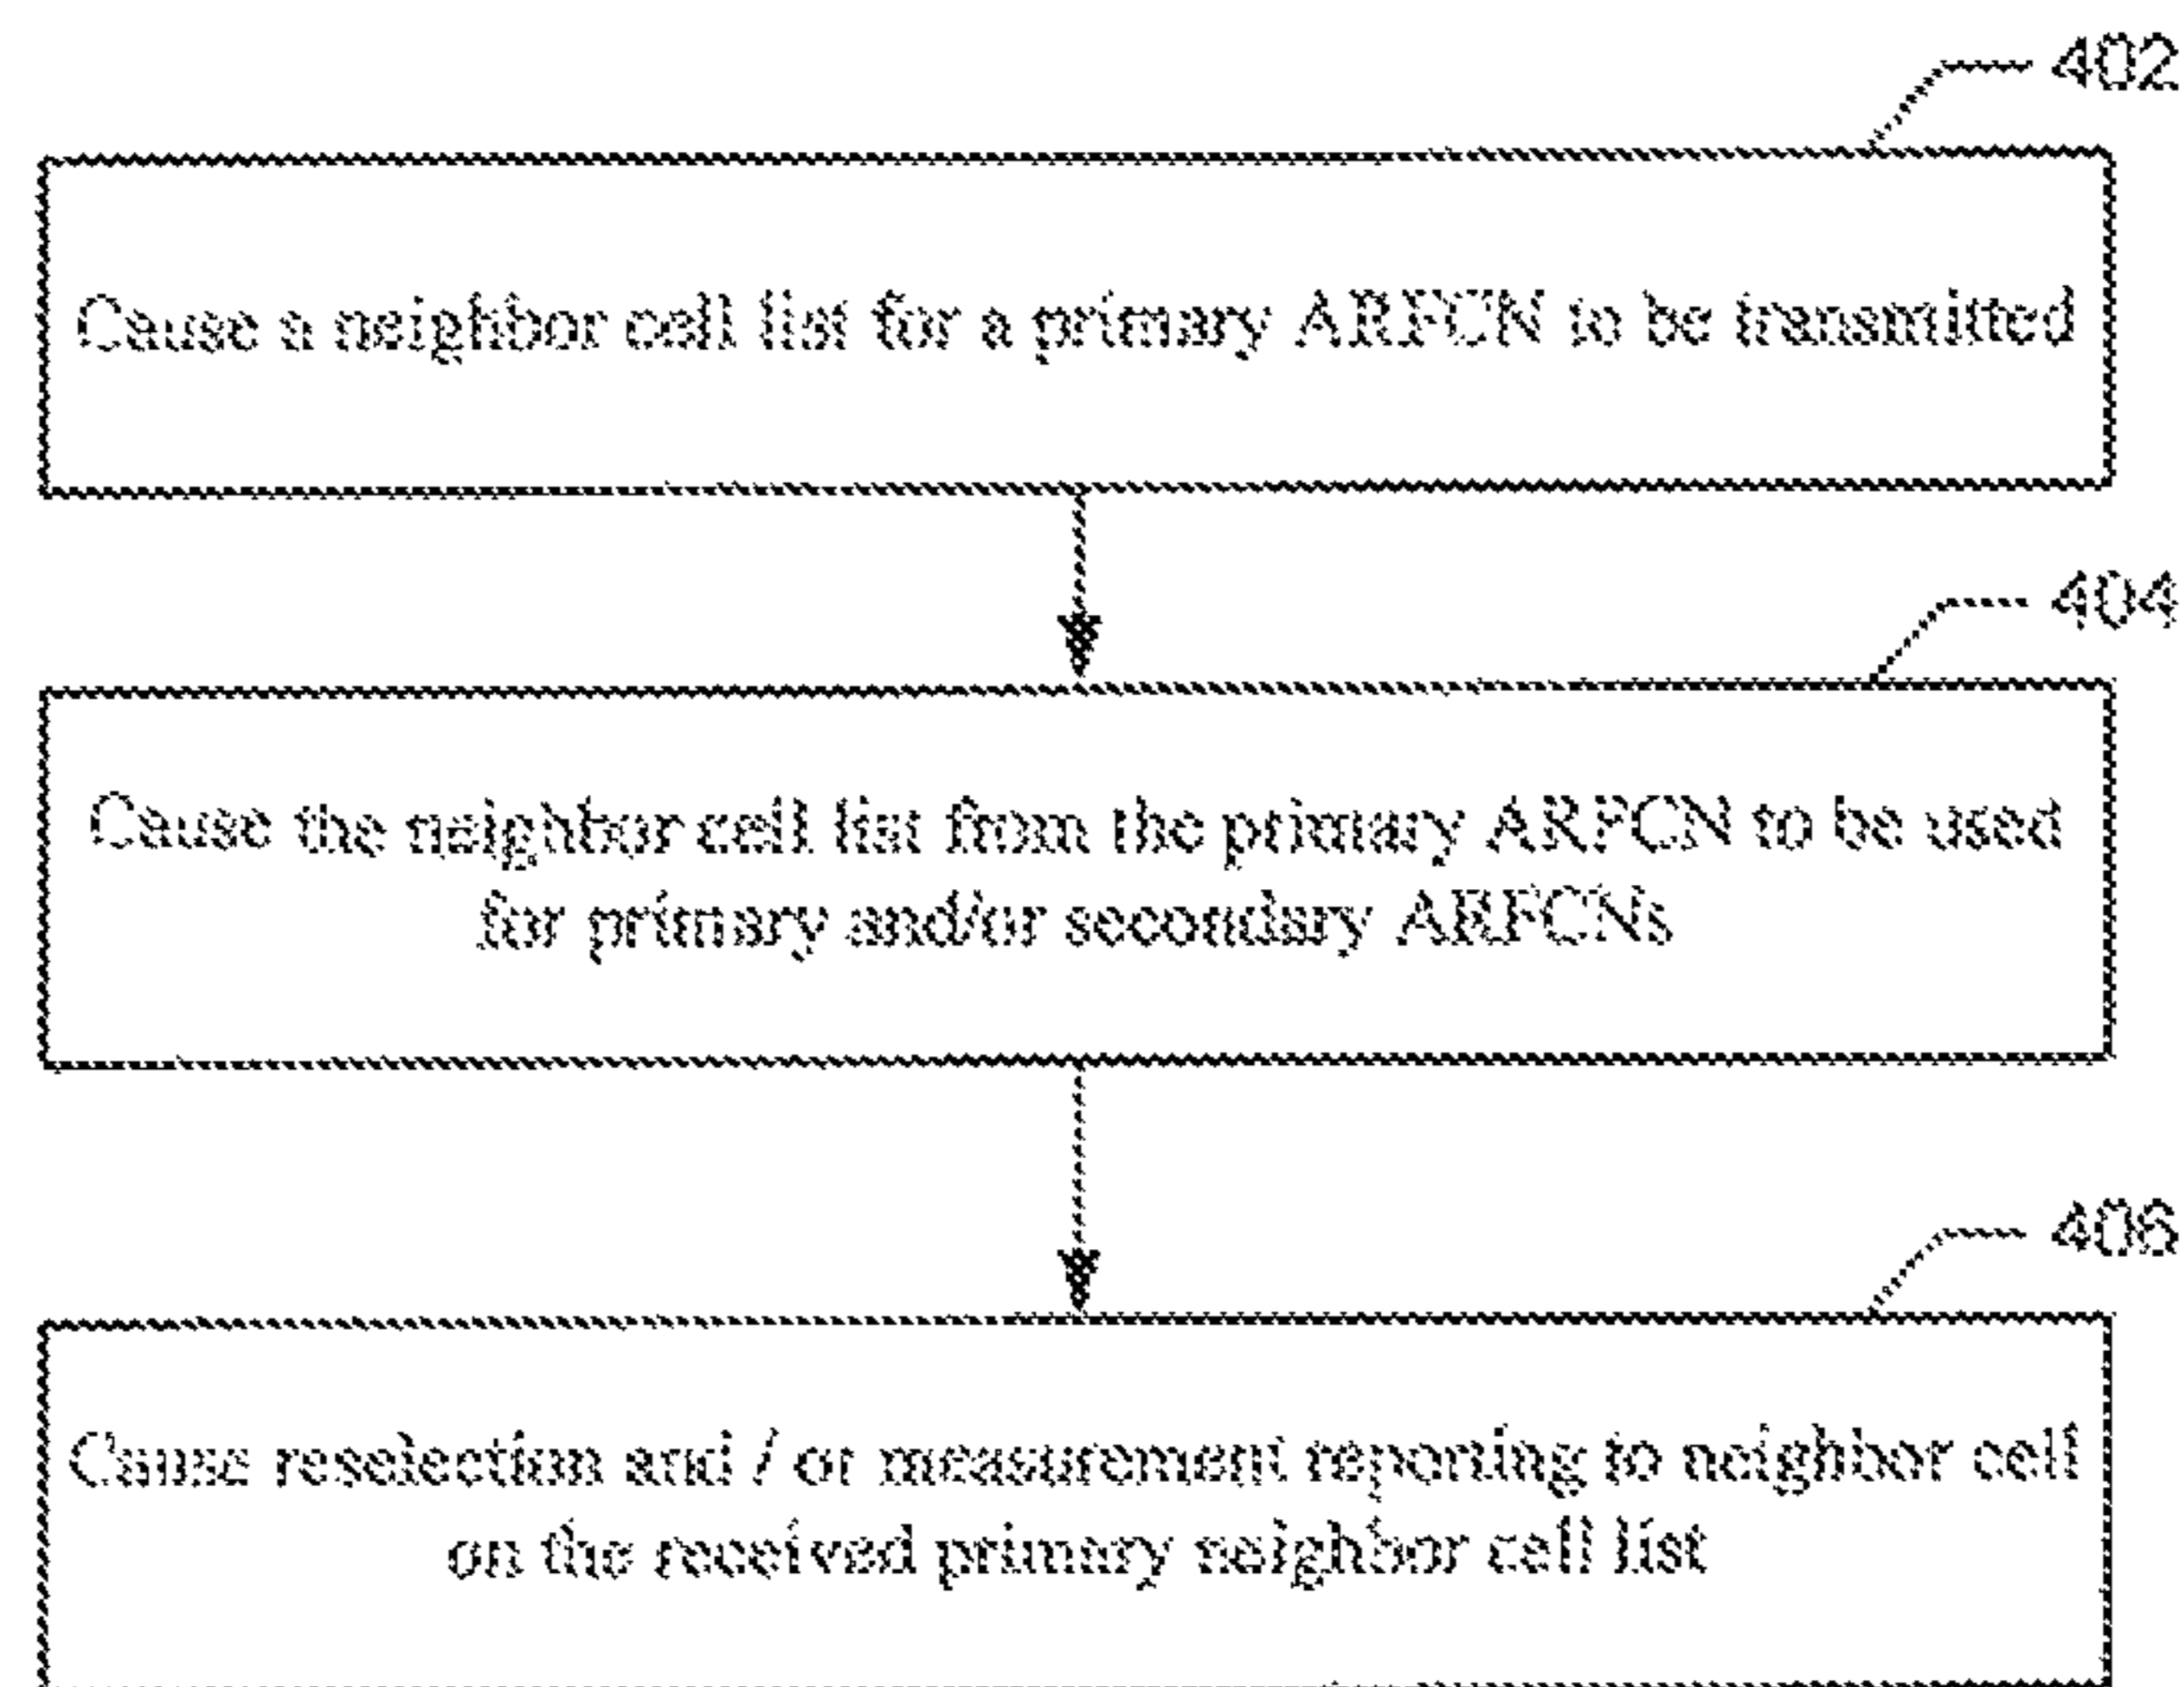 402
Cause a neighbor cell list for a primary ARFCN to be transmitted
404
Cause the neighbor cell list from the primary ARFCN to be used
for primary and/or secondary ARFCNs
406
Cause reselection and / or measurement reporting to neighbor cell
on the received primary neighbor cell list